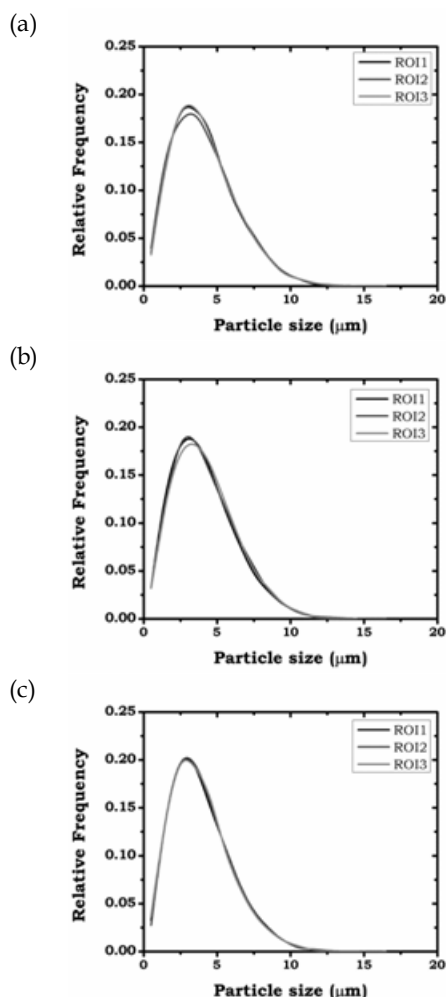 (a)
0.25
0.20
0.15
0.10
0.05
0.00
Relative Frequency
ROI1
ROI2
ROI3
0 5 10 15 20
Particle size (μm)
(b)
0.25
0.20
0.15
0.10
0.05
0.00
Relative Frequency
ROI1
ROI2
ROI3
0 5 10 15 20
Particle size (μm)
(c)
0.25
0.20
0.15
0.10
0.05
0.00
Relative Frequency
ROI1
ROI2
ROI3
0 5 10 15 20
Particle size (μm)